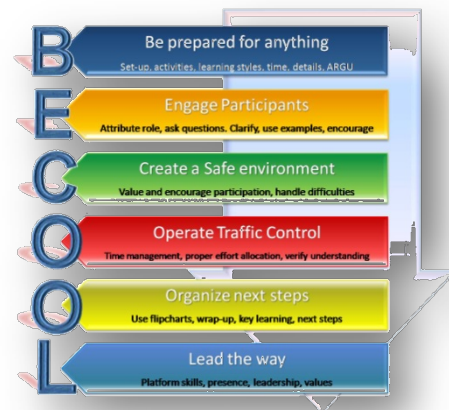 B
Be prepared for anything
Set-up, activities, learning styles, time, details, ARGU
E
Engage Participants
Attribute role, ask questions. Clarify, use examples, encourage
C
Create a Safe environment
Value and encourage participation, handle difficulties
O
Operate Traffic Control
Time management, proper effort allocation, verify understanding
O
Organize next steps
Use flipcharts, wrap-up, key learning, next steps
L
Lead the way
Platform skills, presence, leadership, values